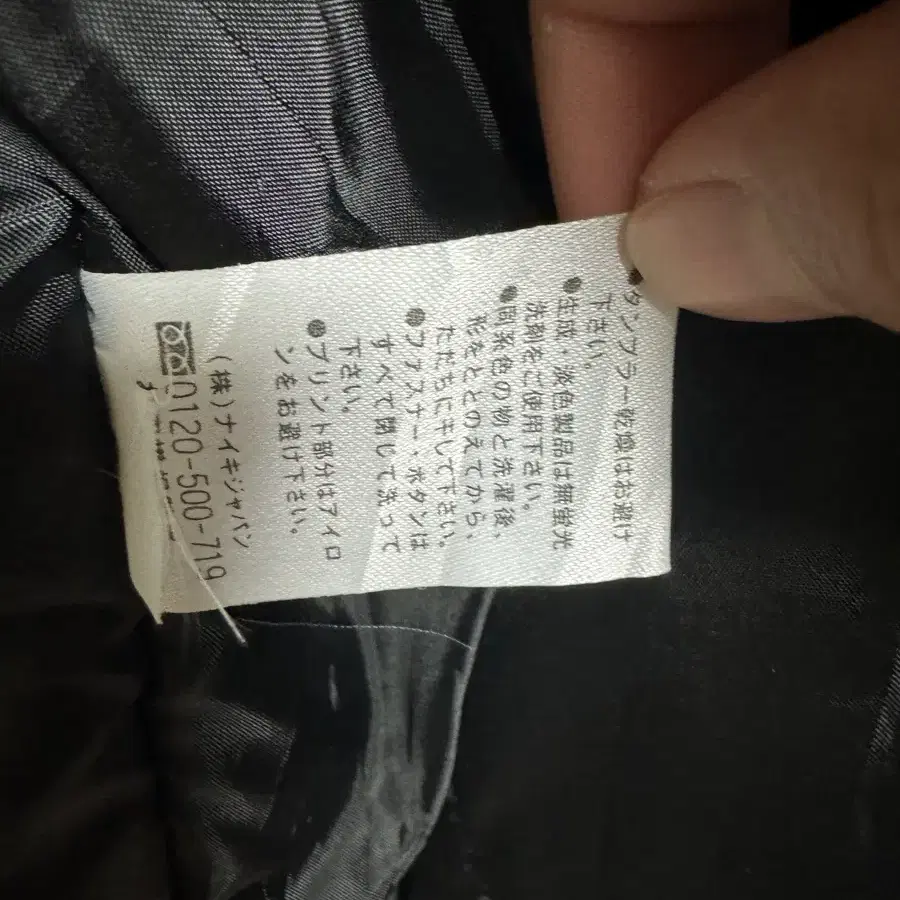 ●タンブラー乾燥はお避け
下さい。
●生成・淡色製品は無蛍光
洗剤をご使用下さい。
●同系色の物と洗濯後、
形をととのえてから、
ただちに干して下さい。
●ファスナー・ボタンは
すべて閉じて洗って
下さい。
●プリント部分はアイロ
ンをお避け下さい。
(株)ナイキジャパン
0120-500-719